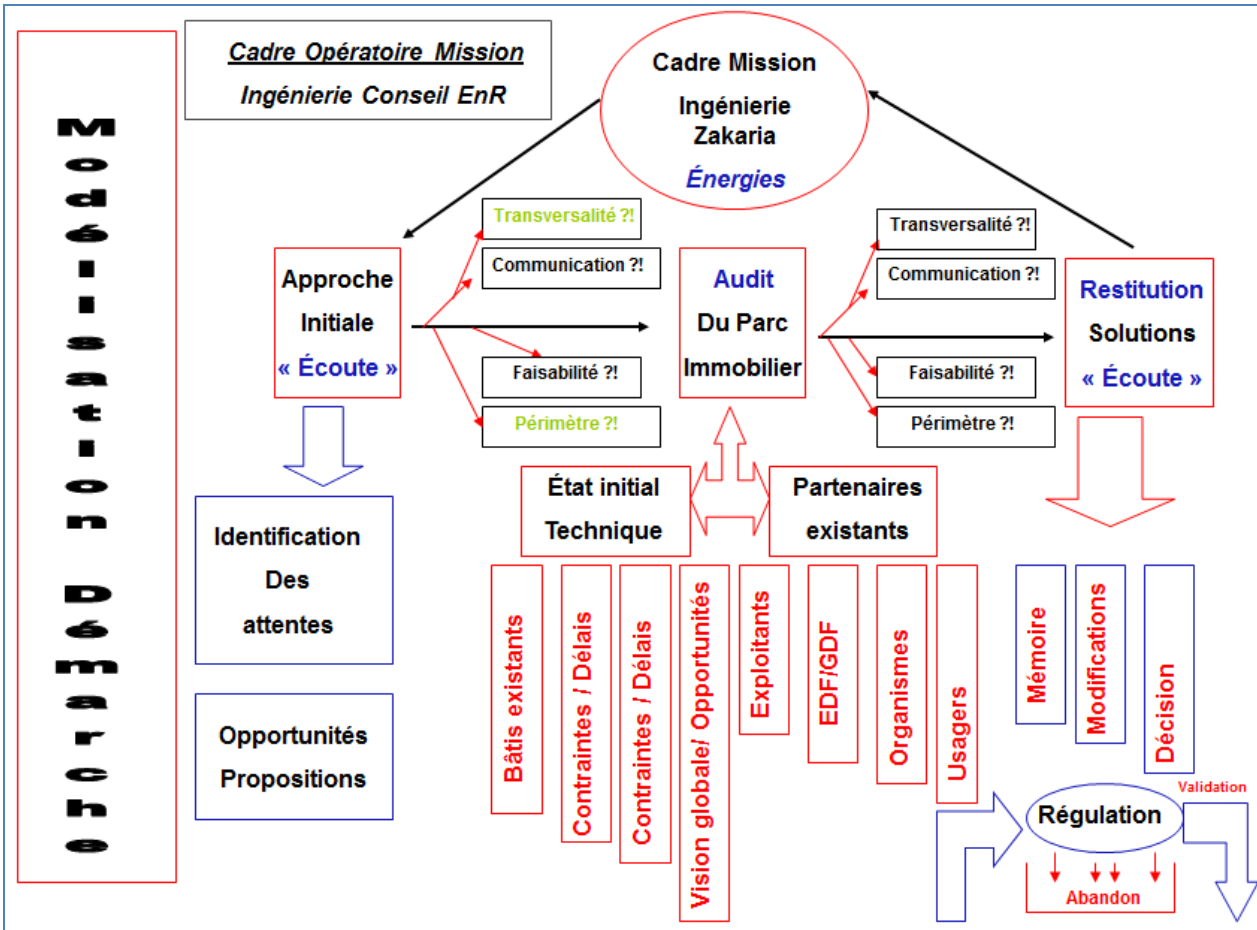 Modélisation Démarche
Cadre Opératoire Mission
Ingénierie Conseil EnR
Cadre Mission
Ingénierie
Zakaria
Énergies
Approche
Initiale
« Écoute »
Transversalité ?!
Communication ?!
Faisabilité ?!
Périmètre ?!
Audit
Du Parc
Immobilier
Transversalité ?!
Communication ?!
Faisabilité ?!
Périmètre ?!
Restitution
Solutions
« Écoute »
Identification
Des
attentes
Opportunités
Propositions
État initial
Technique
Partenaires
existants
Bâtis existants
Contraintes / Délais
Contraintes / Délais
Vision globale/ Opportunités
Exploitants
EDF/GDF
Organismes
Usagers
Mémoire
Modifications
Décision
Validation
Régulation
Abandon